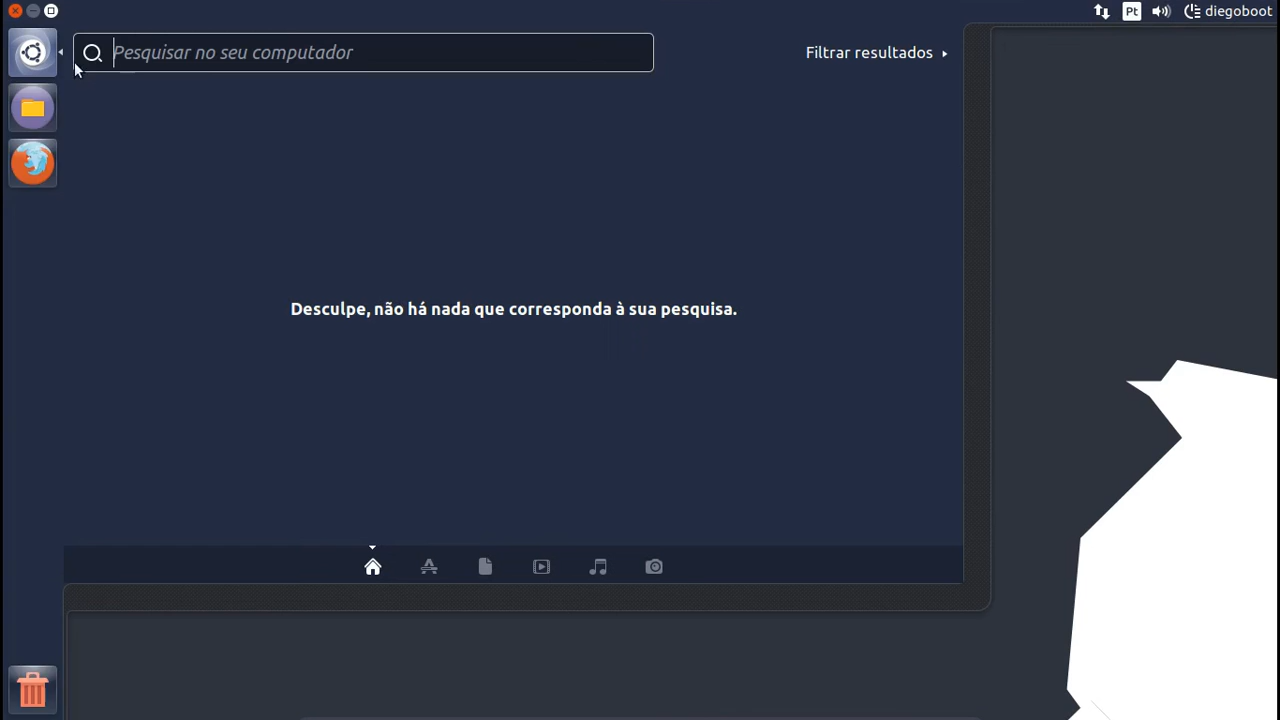 Pt
diegoboot
Pesquisar no seu computador
Filtrar resultados
Desculpe, não há nada que corresponda à sua pesquisa.